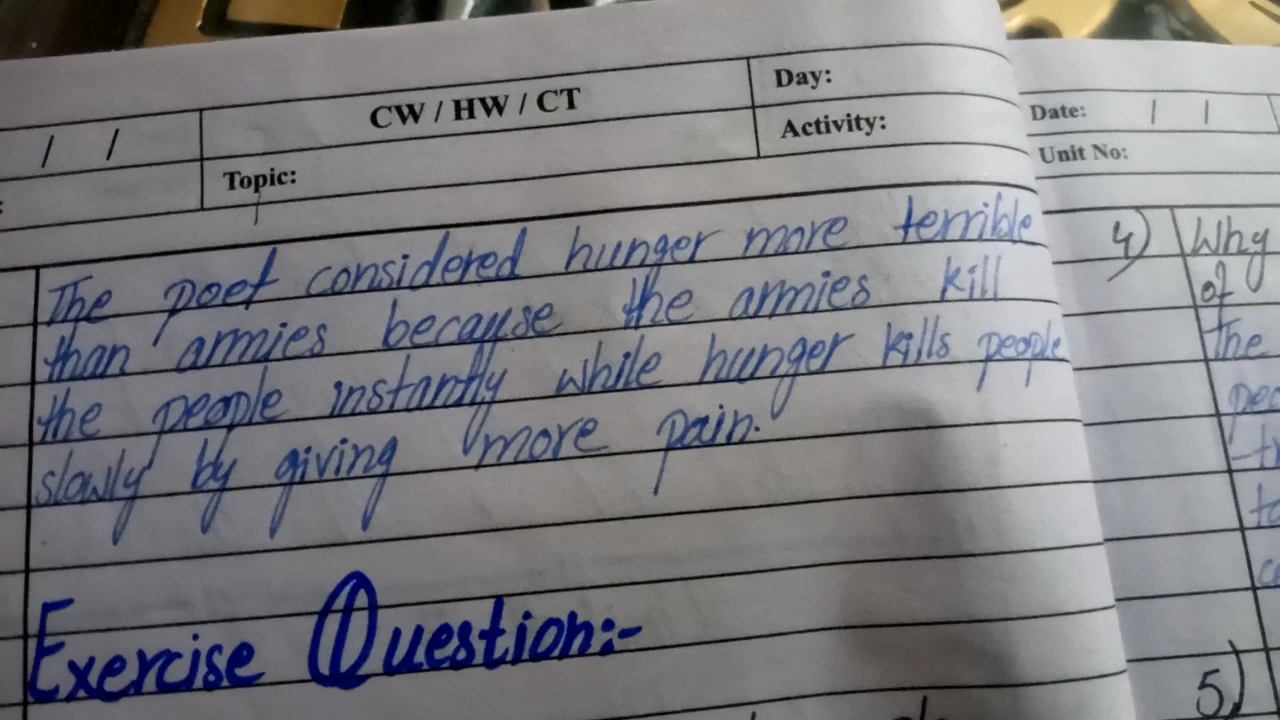 CW / HW / CT
Day:
/ /
Topic:
Activity:
The poet considered hunger more terrible
than armies because the armies kill
the people instantly while hunger kills people
slowly by giving more pain.
Exercise Question:-
Date: / /
Unit No:
4) Why
of
The
5)